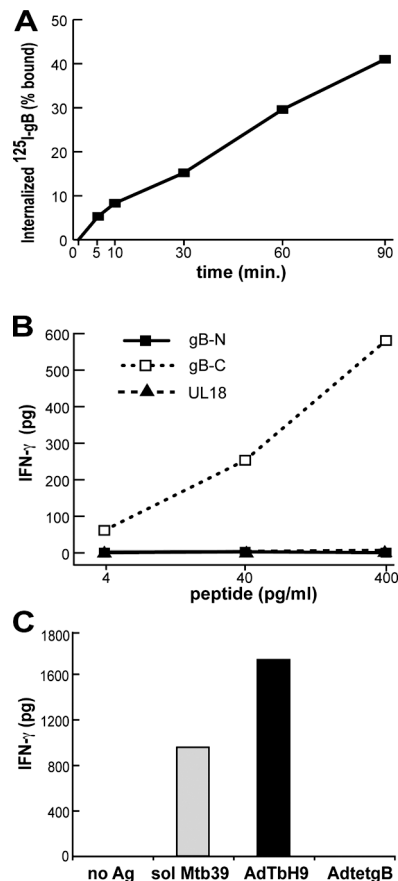 A
Internalized ¹²⁵I-gB (% bound)
50
40
30
20
10
0
0 5 10 30 60 90
time (min.)
B
gB-N
gB-C
UL18
IFN-γ (pg)
600
500
400
300
200
100
0
4 40 400
peptide (pg/ml)
C
IFN-γ (pg)
1800
1600
1200
800
400
0
no Ag sol Mtb39 AdTbH9 AdtetgB